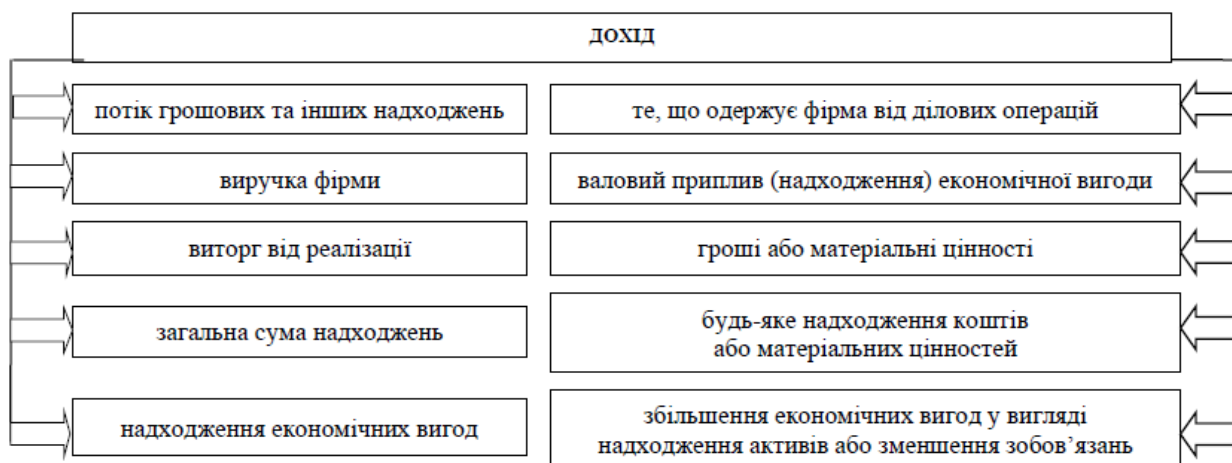 ДОХІД
потік грошових та інших надходжень
те, що одержує фірма від ділових операцій
виручка фірми
валовий приплив (надходження) економічної вигоди
виторг від реалізації
гроші або матеріальні цінності
загальна сума надходжень
будь-яке надходження коштів
або матеріальних цінностей
надходження економічних вигод
збільшення економічних вигод у вигляді
надходження активів або зменшення зобов’язань